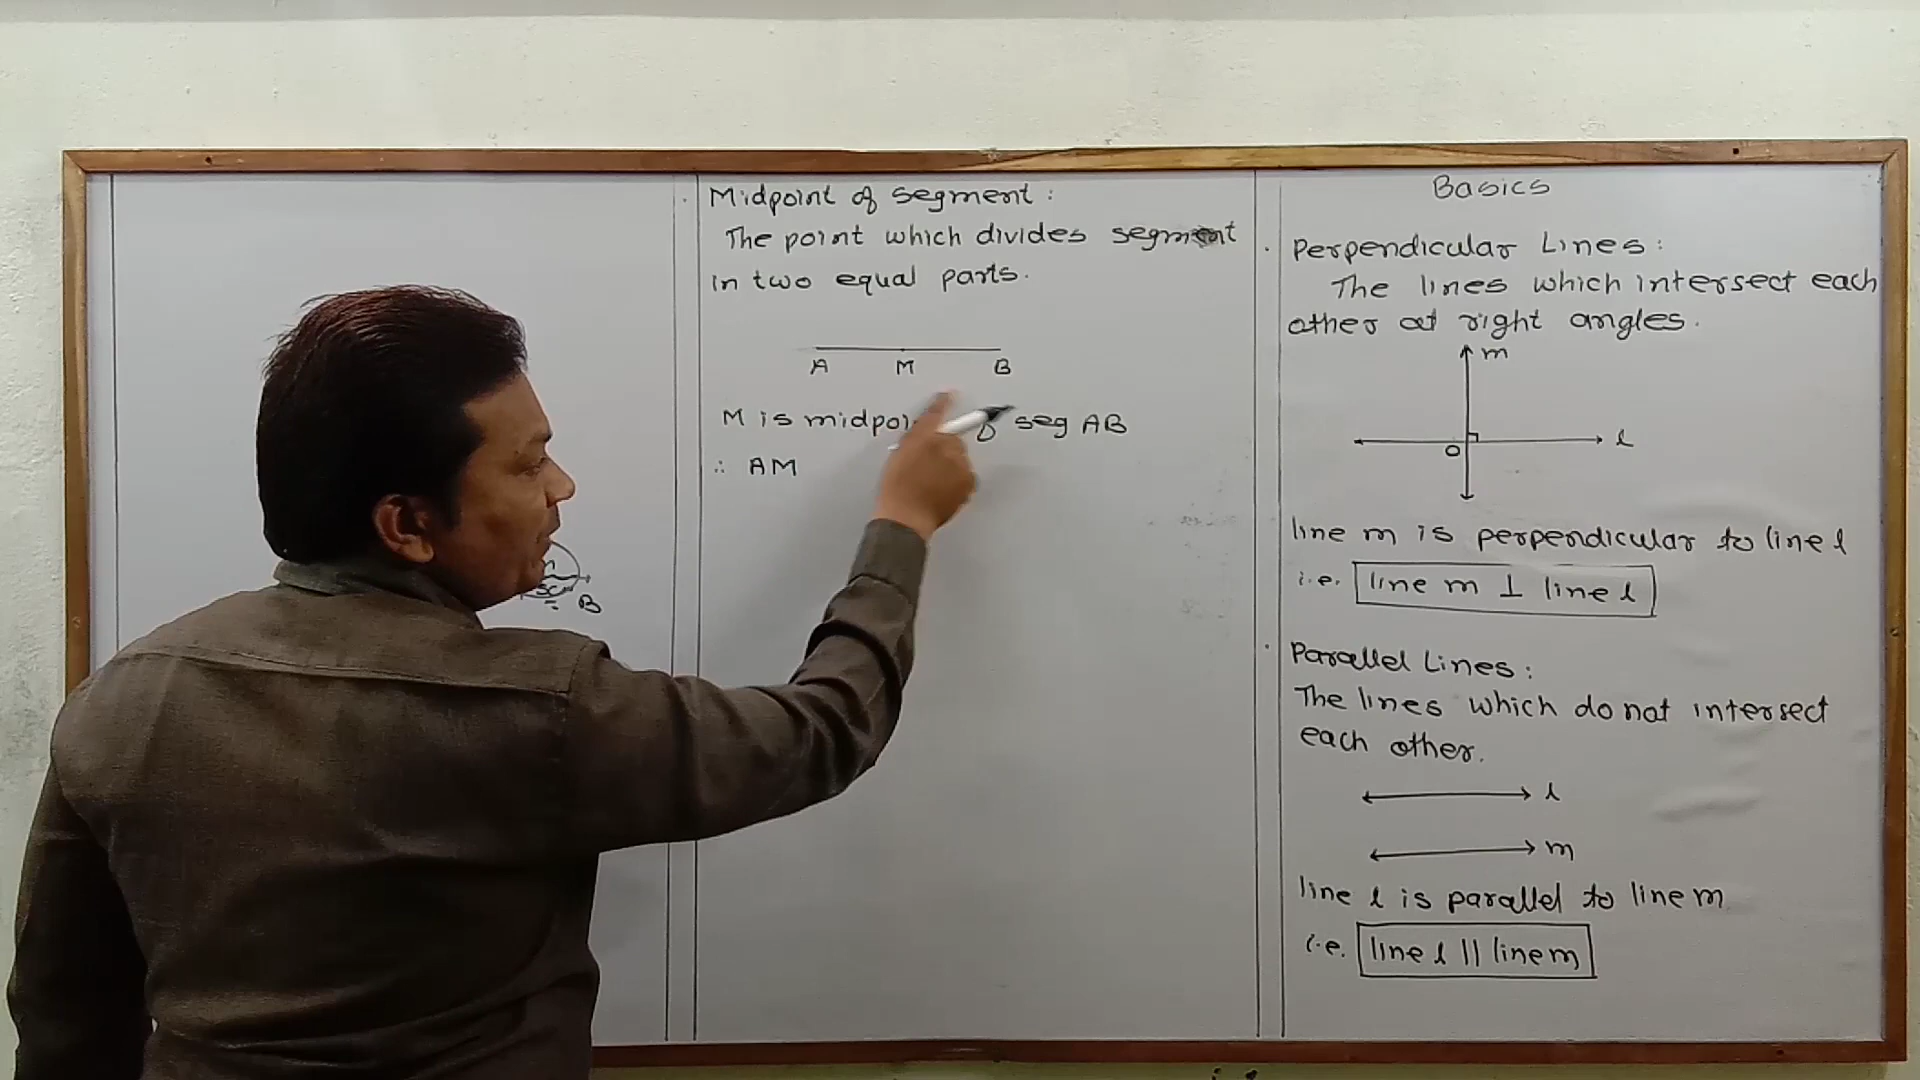 Midpoint of segment:
The point which divides segment
in two equal parts.
A M B
M is midpoi of seg AB
∴ AM
B
Basics
Perpendicular Lines:
The lines which intersect each
other at right angles.
m
l
O
line m is perpendicular to line l
i.e. line m ⊥ line l
Parallel Lines:
The lines which do not intersect
each other.
l
m
line l is parallel to line m
i.e. line l || line m